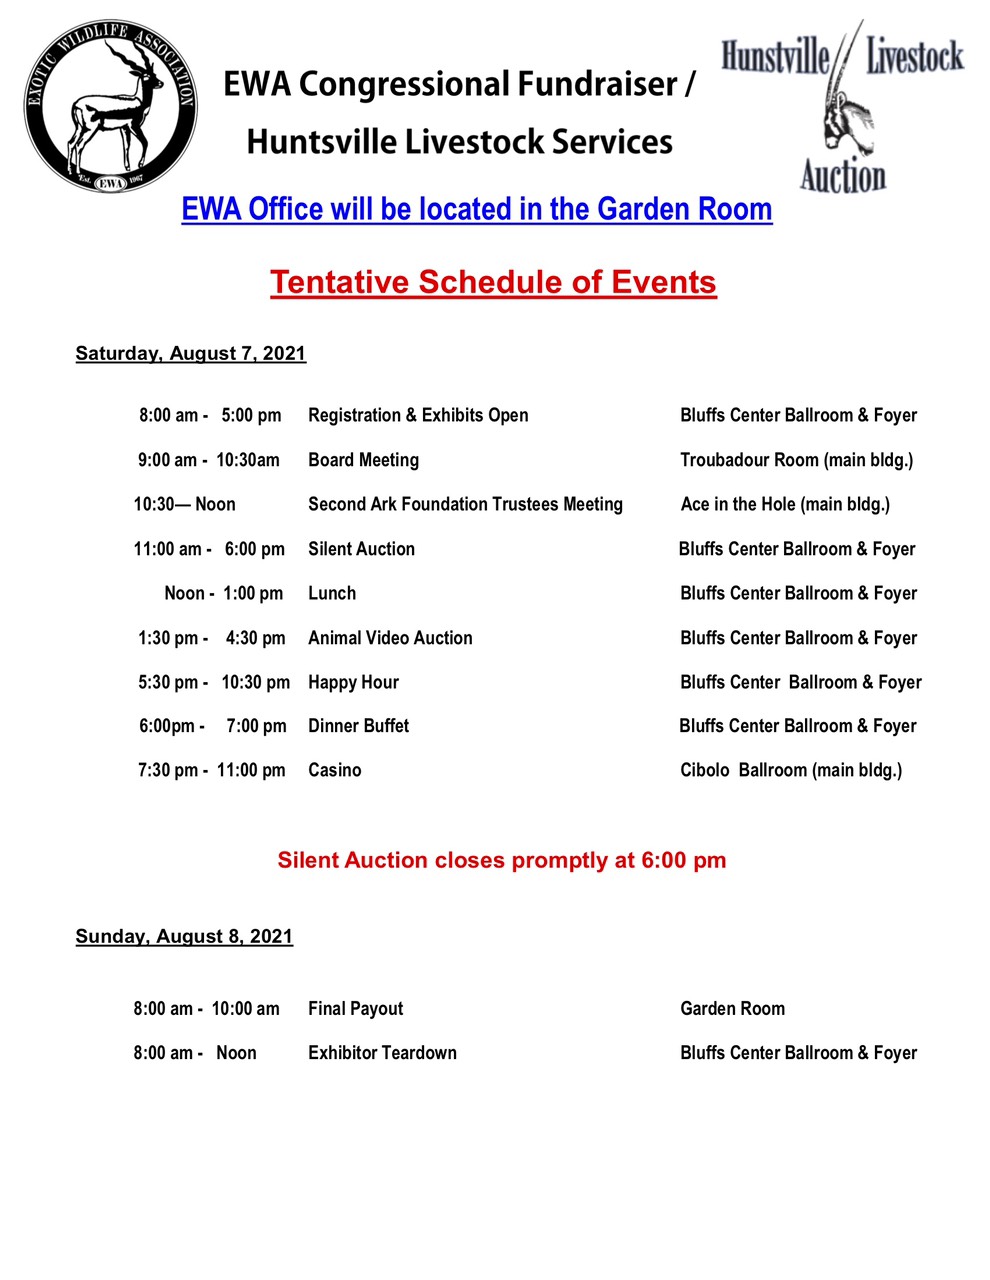 EXOTIC WILDLIFE ASSOCIATION
Est. EWA 1967
Hunstville Livestock
Auction
EWA Congressional Fundraiser /
Huntsville Livestock Services
EWA Office will be located in the Garden Room
Tentative Schedule of Events
Saturday, August 7, 2021
8:00 am - 5:00 pm Registration & Exhibits Open Bluffs Center Ballroom & Foyer
9:00 am - 10:30am Board Meeting Troubadour Room (main bldg.)
10:30— Noon Second Ark Foundation Trustees Meeting Ace in the Hole (main bldg.)
11:00 am - 6:00 pm Silent Auction Bluffs Center Ballroom & Foyer
Noon - 1:00 pm Lunch Bluffs Center Ballroom & Foyer
1:30 pm - 4:30 pm Animal Video Auction Bluffs Center Ballroom & Foyer
5:30 pm - 10:30 pm Happy Hour Bluffs Center Ballroom & Foyer
6:00pm - 7:00 pm Dinner Buffet Bluffs Center Ballroom & Foyer
7:30 pm - 11:00 pm Casino Cibolo Ballroom (main bldg.)
Silent Auction closes promptly at 6:00 pm
Sunday, August 8, 2021
8:00 am - 10:00 am Final Payout Garden Room
8:00 am - Noon Exhibitor Teardown Bluffs Center Ballroom & Foyer